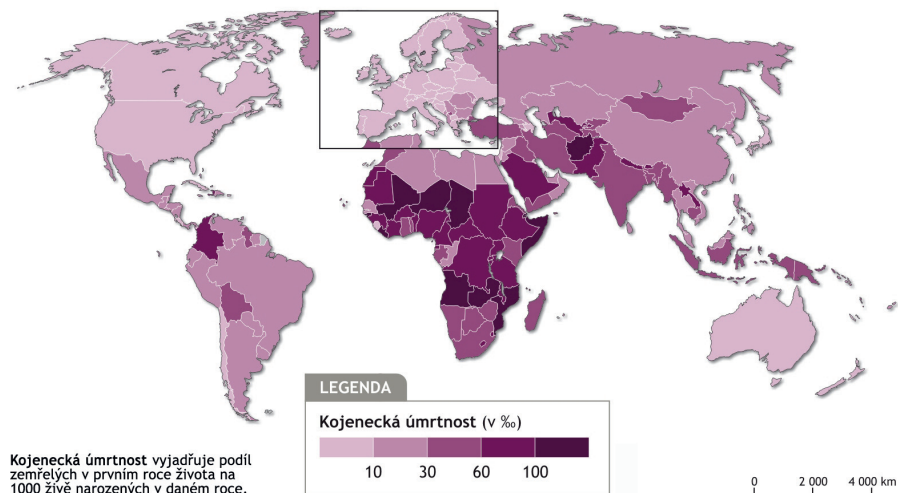 LEGENDA
Kojenecká úmrtnost (v ‰)
10 30 60 100
Kojenecká úmrtnost vyjadřuje podíl
zemřelých v prvním roce života na
1000 živě narozených v daném roce.
0 2 000 4 000 km